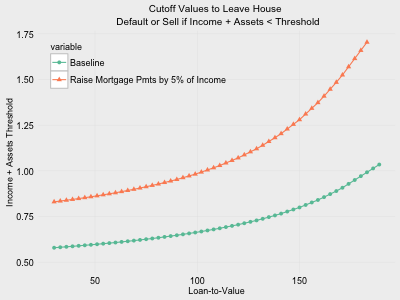 Cutoff Values to Leave House
Default or Sell if Income + Assets < Threshold
variable
Baseline
Raise Mortgage Pmts by 5% of Income
Income + Assets Threshold
1.75
1.50
1.25
1.00
0.75
0.50
50 100 150
Loan-to-Value